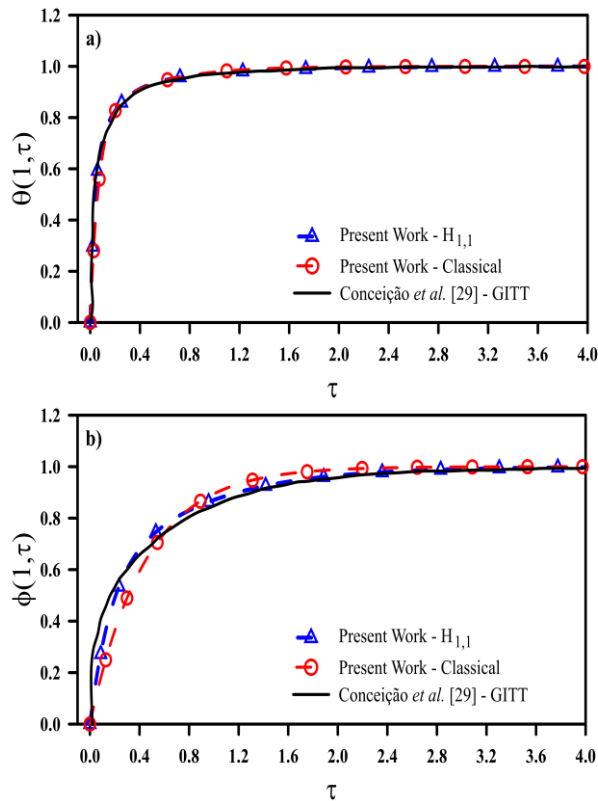 a)
1.2
1.0
0.8
0.6
0.4
0.2
0.0
θ(1,τ)
Present Work - H1,1
Present Work - Classical
Conceição et al. [29] - GITT
0.0 0.4 0.8 1.2 1.6 2.0 2.4 2.8 3.2 3.6 4.0
τ
b)
1.2
1.0
0.8
0.6
0.4
0.2
0.0
ϕ(1,τ)
Present Work - H1,1
Present Work - Classical
Conceição et al. [29] - GITT
0.0 0.4 0.8 1.2 1.6 2.0 2.4 2.8 3.2 3.6 4.0
τ